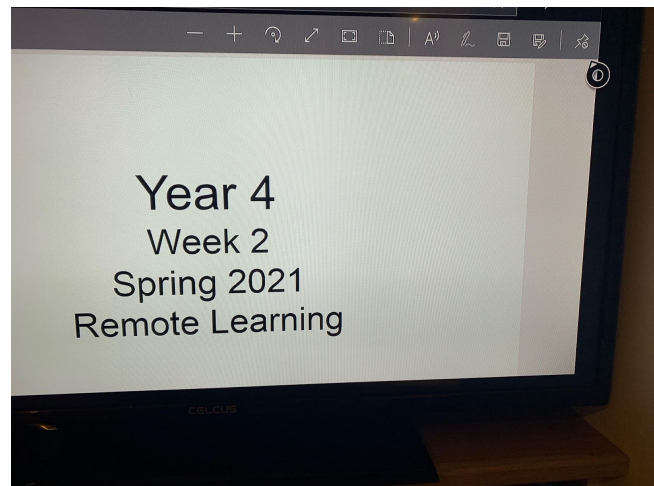 A
Year 4
Week 2
Spring 2021
Remote Learning
CELCUS